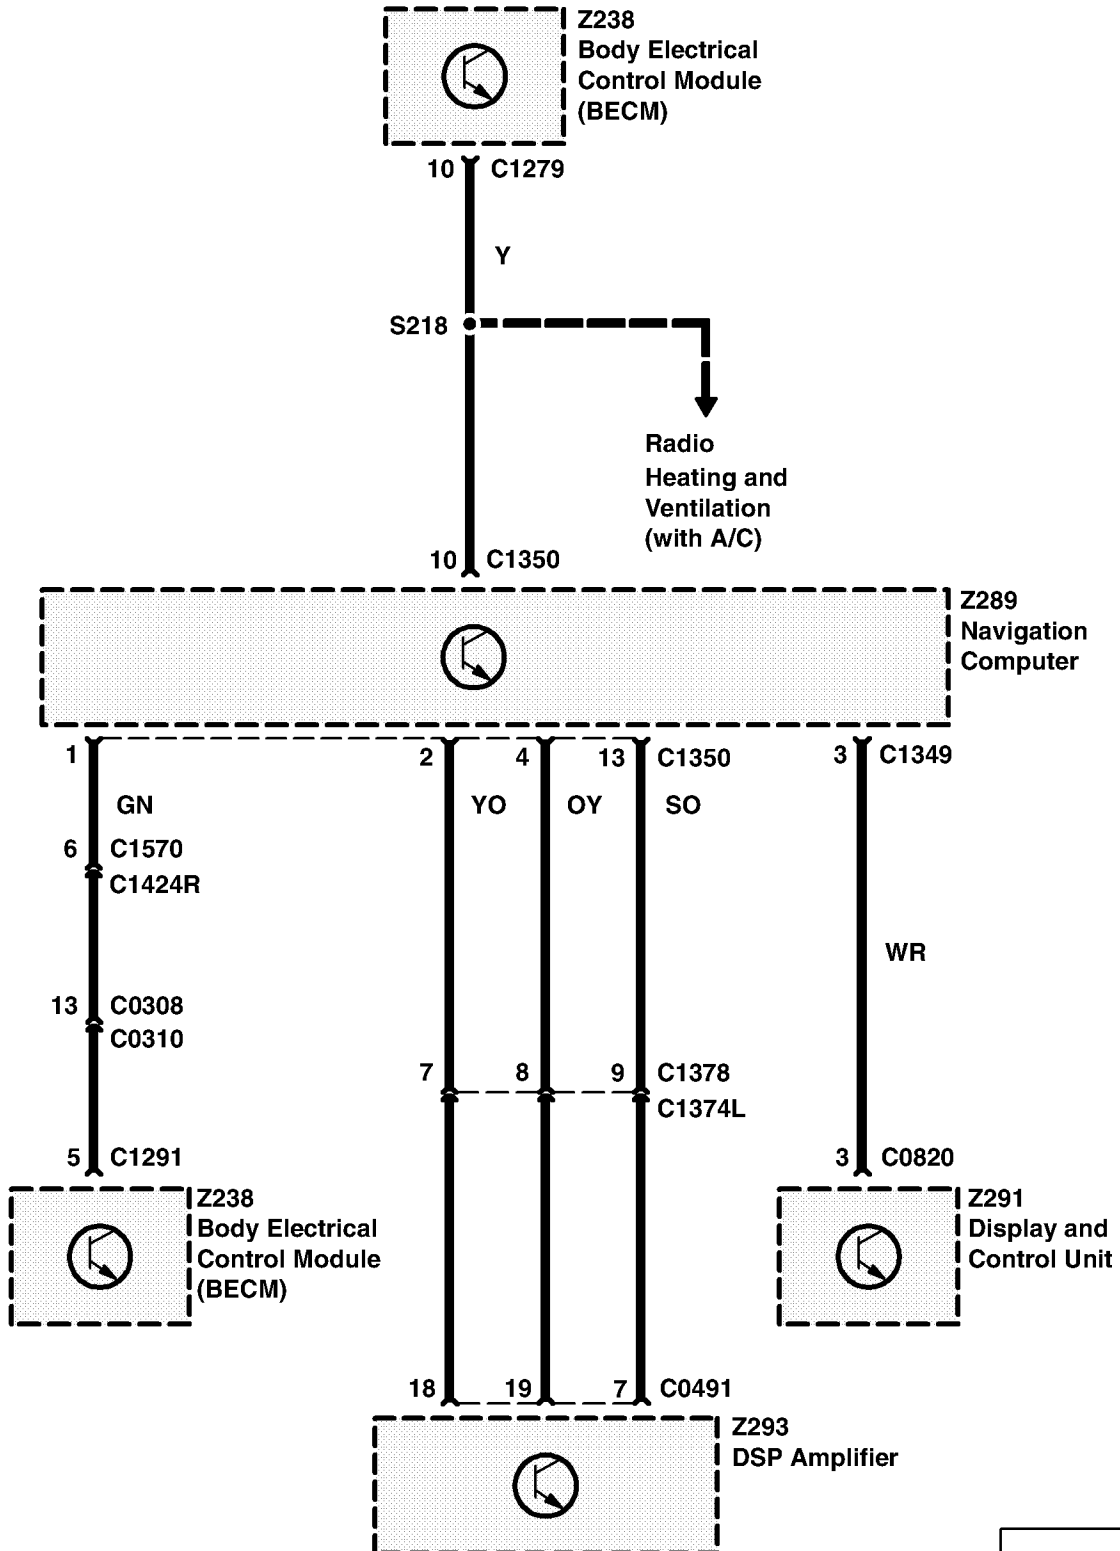 Z238
Body Electrical
Control Module
(BECM)
10 C1279
Y
S218
Radio
Heating and
Ventilation
(with A/C)
10 C1350
Z289
Navigation
Computer
1 2 4 13 C1350 3 C1349
GN YO OY SO
6 C1570
C1424R
WR
13 C0308
C0310
7 8 9 C1378
C1374L
5 C1291
3 C0820
Z238
Body Electrical
Control Module
(BECM)
Z291
Display and
Control Unit
18 19 7 C0491
Z293
DSP Amplifier